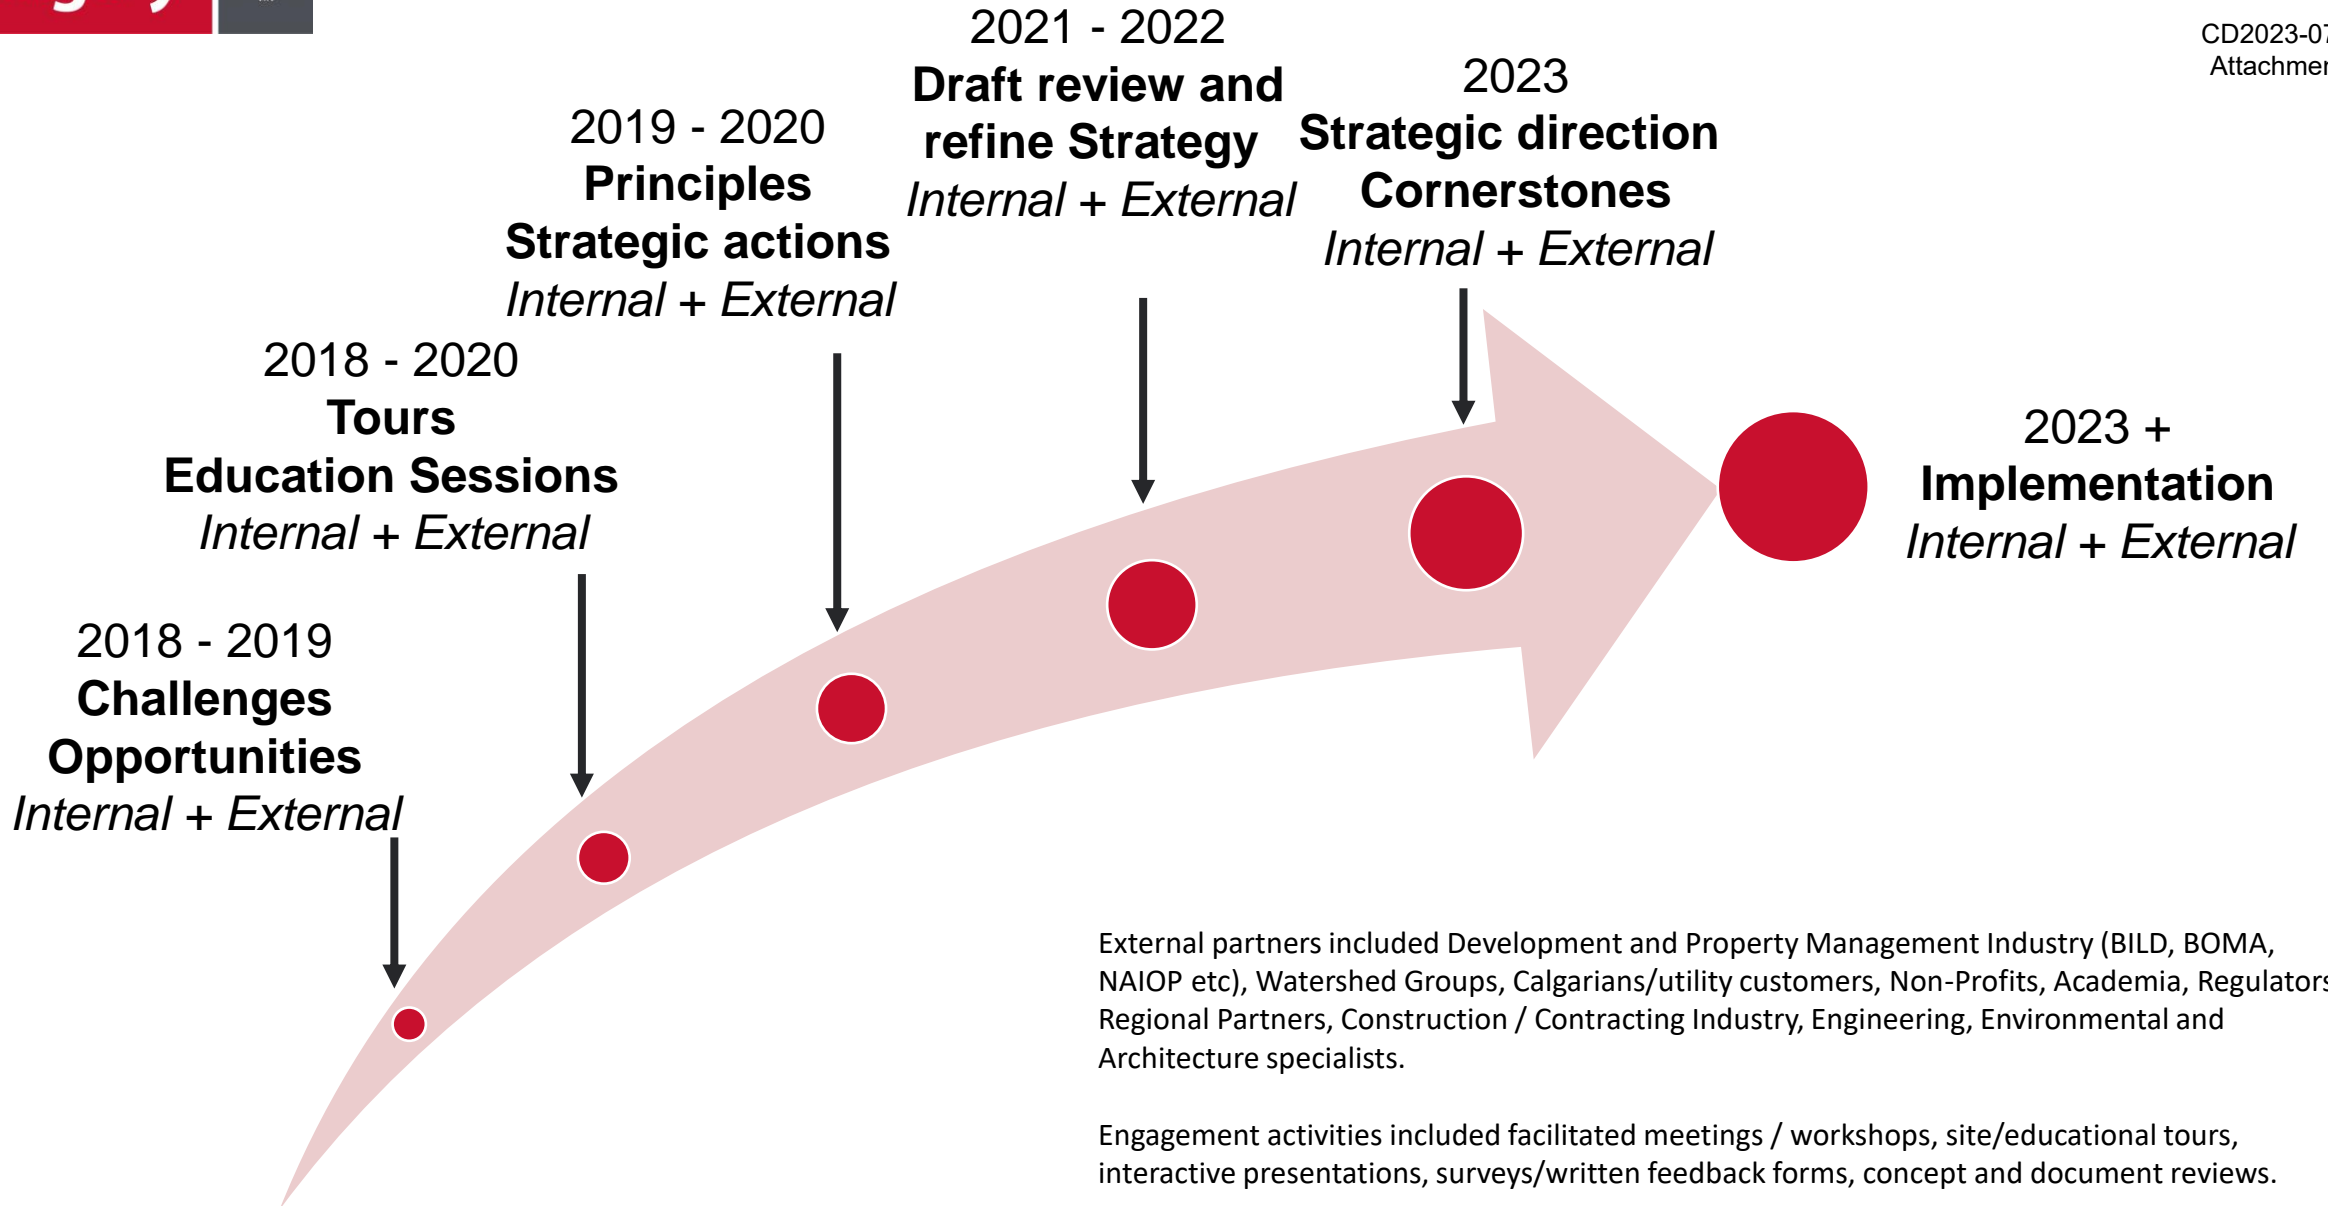 CD2023-07
2021 - 2022
Draft review and
refine Strategy
Internal + External
2023
Strategic direction
Cornerstones
Internal + External
2019 - 2020
Principles
Strategic actions
Internal + External
2018 - 2020
Tours
Education Sessions
Internal + External
2018 - 2019
Challenges
Opportunities
Internal + External
2023 +
Implementation
Internal + External
External partners included Development and Property Management Industry (BILD, BOMA,
NAIOP etc), Watershed Groups, Calgarians/utility customers, Non-Profits, Academia, Regulators
Regional Partners, Construction / Contracting Industry, Engineering, Environmental and
Architecture specialists.
Engagement activities included facilitated meetings / workshops, site/educational tours,
interactive presentations, surveys/written feedback forms, concept and document reviews.